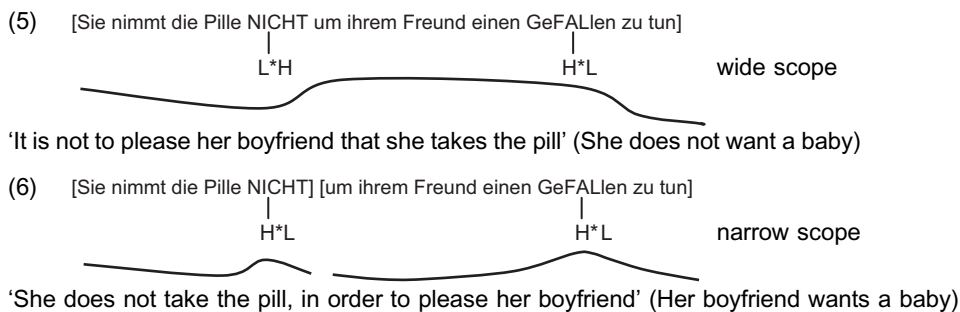 (5) [Sie nimmt die Pille NICHT um ihrem Freund einen GeFALlen zu tun]
L*H H*L wide scope
‘It is not to please her boyfriend that she takes the pill’ (She does not want a baby)
(6) [Sie nimmt die Pille NICHT] [um ihrem Freund einen GeFALlen zu tun]
H*L H*L narrow scope
‘She does not take the pill, in order to please her boyfriend’ (Her boyfriend wants a baby)